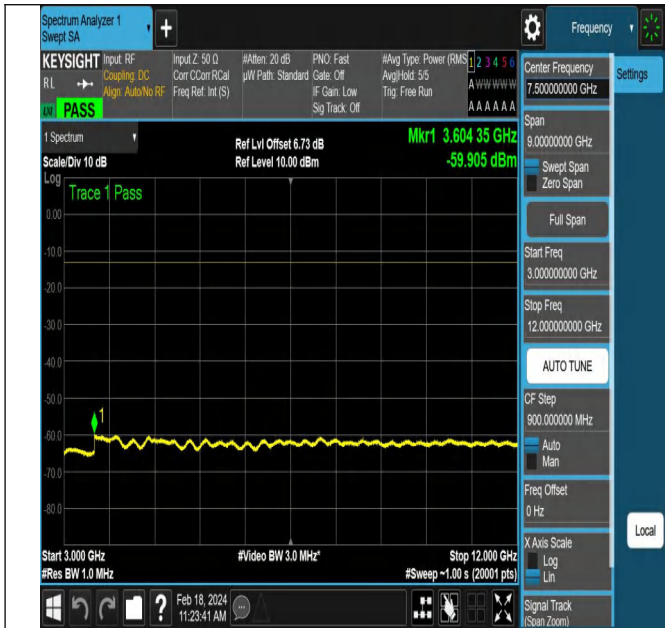 Spectrum Analyzer 1
Swept SA
+
Frequency
KEYSIGHT
Input: RF
Input Z: 50 Ω
#Atten: 20 dB
PNO: Fast
#Avg Type: Power (RMS
1 2 3 4 5 6
RL
Coupling: DC
Corr CCorr RCal
µW Path: Standard
Gate: Off
Avg|Hold: 5/5
A W W W W W
Align: Auto/No RF
Freq Ref: Int (S)
IF Gain: Low
Trig: Free Run
Sig Track: Off
A A A A A A
PASS
1 Spectrum
Ref Lvl Offset 6.73 dB
Mkr1 3.604 35 GHz
Scale/Div 10 dB
Ref Level 10.00 dBm
-59.905 dBm
Log
Trace 1 Pass
0.00
-10.0
-20.0
-30.0
-40.0
-50.0
-60.0
-70.0
-80.0
1
Start 3.000 GHz
#Video BW 3.0 MHz*
Stop 12.000 GHz
#Res BW 1.0 MHz
#Sweep ~1.00 s (20001 pts)
Center Frequency
7.500000000 GHz
Settings
Span
9.00000000 GHz
Swept Span
Zero Span
Full Span
Start Freq
3.000000000 GHz
Stop Freq
12.000000000 GHz
AUTO TUNE
CF Step
900.000000 MHz
Auto
Man
Freq Offset
0 Hz
X Axis Scale
Log
Lin
Local
Signal Track
(Span Zoom)
?
Feb 18, 2024
11:23:41 AM